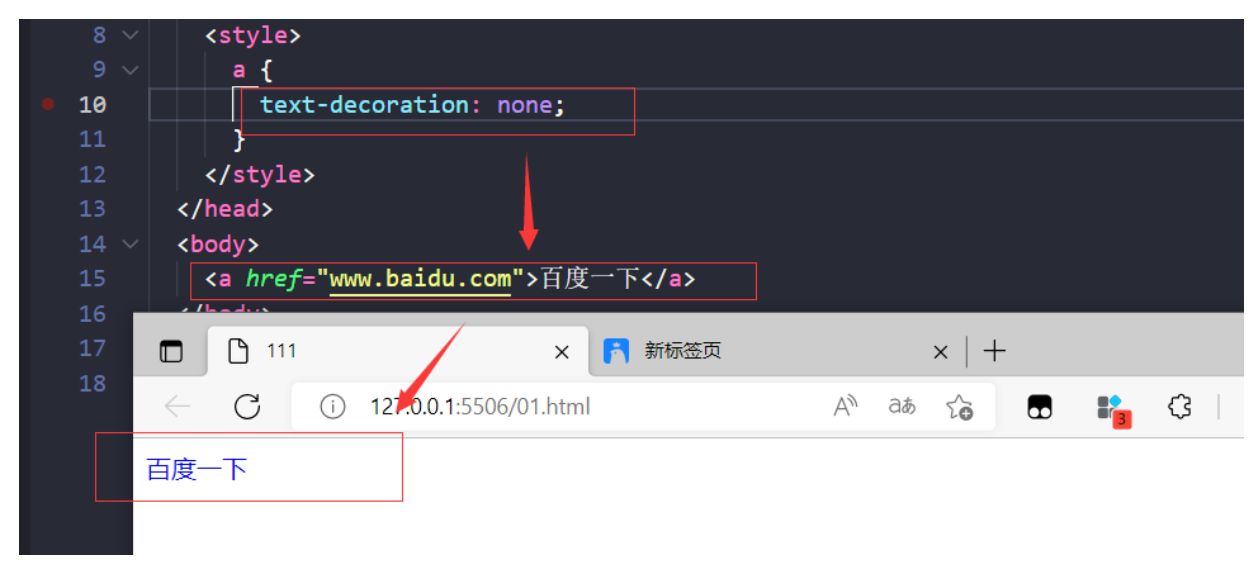 8 <style>
9 a {
10 text-decoration: none;
11 }
12 </style>
13 </head>
14 <body>
15 <a href="www.baidu.com">百度一下</a>
16 </body>
17
18
111 新标签页
127.0.0.1:5506/01.html aあ 3
百度一下